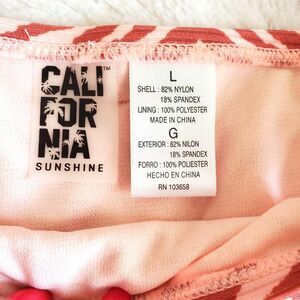 CALI
FOR
NIA
SUNSHINE
L
SHELL : 82% NYLON
18% SPANDEX
LINING : 100% POLYESTER
MADE IN CHINA
G
EXTERIOR : 82% NILON
18% SPANDEX
FORRO : 100% POLIESTER
HECHO EN CHINA
RN 103658